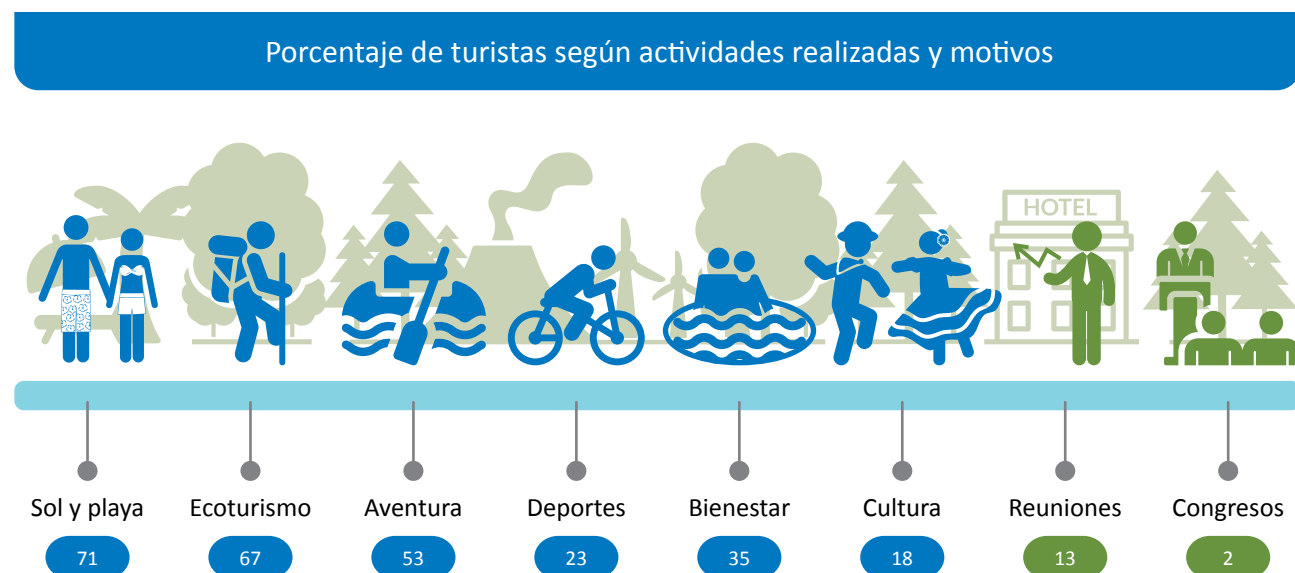 Porcentaje de turistas según actividades realizadas y motivos
HOTEL
Sol y playa Ecoturismo Aventura Deportes Bienestar Cultura Reuniones Congresos
71 67 53 23 35 18 13 2